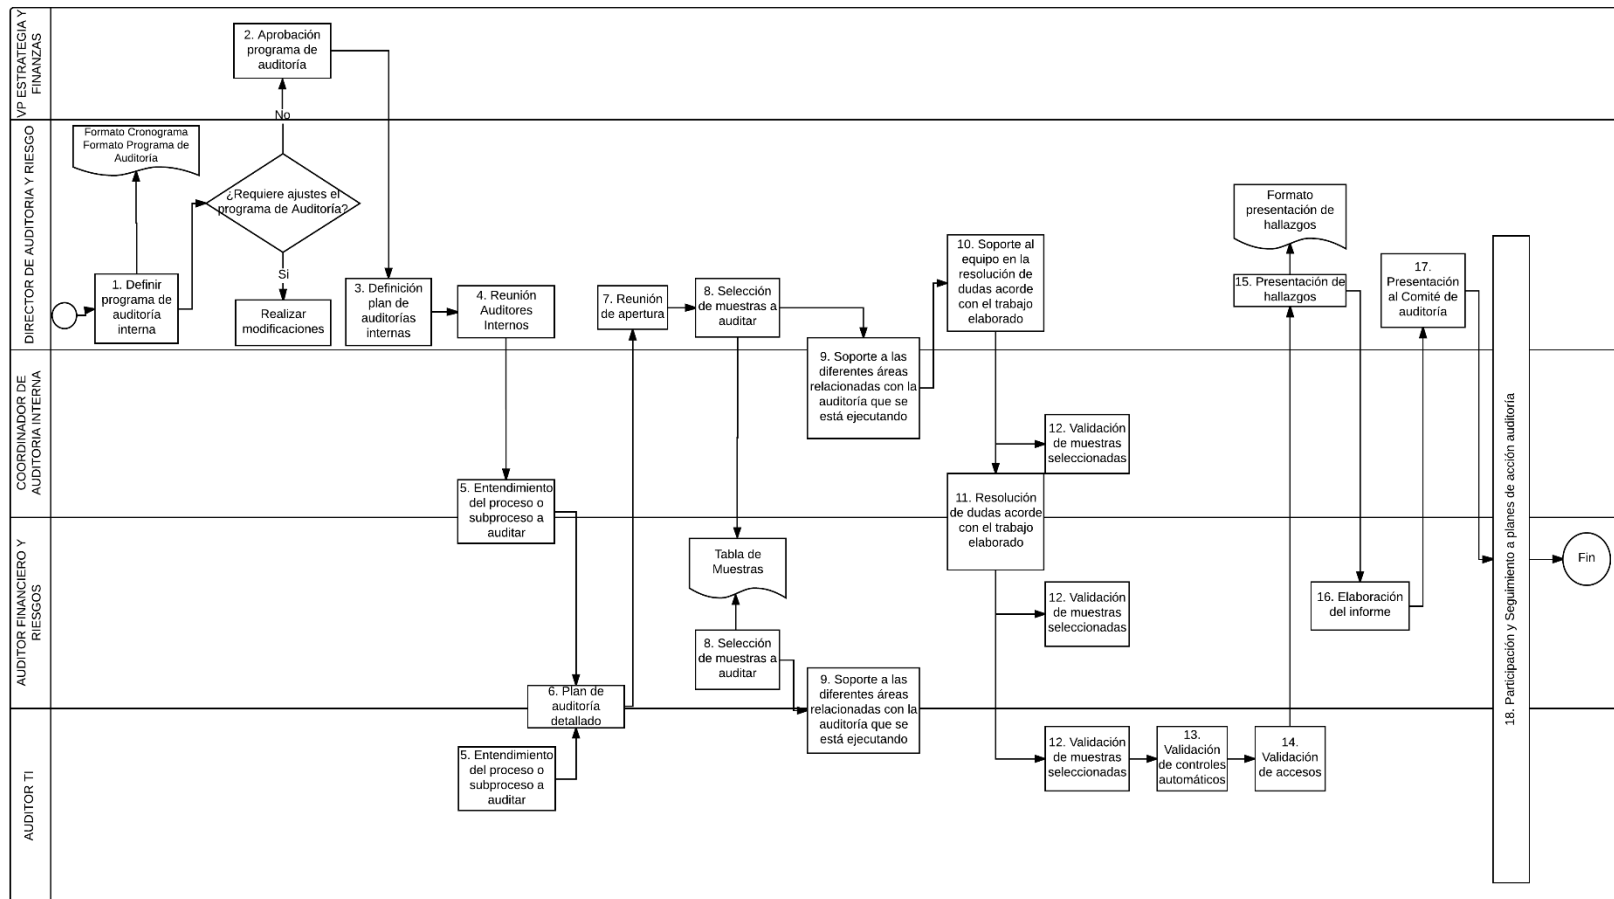 VP ESTRATEGIA Y
FINANZAS
2. Aprobación
programa de
auditoría
No
DIRECTOR DE AUDITORIA Y RIESGO
Formato Cronograma
Formato Programa de
Auditoría
¿Requiere ajustes el
programa de Auditoría?
Si
1. Definir
programa de
auditoría
interna
Realizar
modificaciones
3. Definición
plan de
auditorías
internas
4. Reunión
Auditores
Internos
7. Reunión
de apertura
8. Selección
de muestras a
auditar
9. Soporte a las
diferentes áreas
relacionadas con la
auditoría que se
está ejecutando
10. Soporte al
equipo en la
resolución de
dudas acorde
con el trabajo
elaborado
Formato
presentación de
hallazgos
15. Presentación de
hallazgos
17.
Presentación
al Comité de
auditoría
COORDINADOR DE
AUDITORIA INTERNA
5. Entendimiento
del proceso o
subproceso a
auditar
12. Validación
de muestras
seleccionadas
11. Resolución
de dudas acorde
con el trabajo
elaborado
18. Participación y Seguimiento a planes de acción auditoría
Fin
AUDITOR FINANCIERO Y
RIESGOS
Tabla de
Muestras
8. Selección
de muestras a
auditar
12. Validación
de muestras
seleccionadas
16. Elaboración
del informe
6. Plan de
auditoría
detallado
9. Soporte a las
diferentes áreas
relacionadas con la
auditoría que se
está ejecutando
AUDITOR TI
5. Entendimiento
del proceso o
subproceso a
auditar
12. Validación
de muestras
seleccionadas
13.
Validación
de controles
automáticos
14.
Validación
de accesos